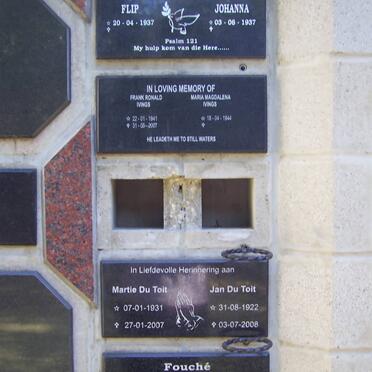 FLIP JOHANNA
☆ 20 - 04 - 1937 ☆ 03 - 06 - 1937
✞ ✞
Psalm 121
My hulp kom van die Here......
IN LOVING MEMORY OF
FRANK RONALD MARIA MAGDALENA
IVINGS IVINGS
☆ 22 - 01 - 1941 ☆ 18 - 04 - 1944
✞ 31 - 08 - 2007 ✞
HE LEADETH ME TO STILL WATERS
In Liefdevolle Herinnering aan
Martie Du Toit Jan Du Toit
☆ 07-01-1931 ☆ 31-08-1922
✞ 27-01-2007 ✞ 03-07-2008
Fouché